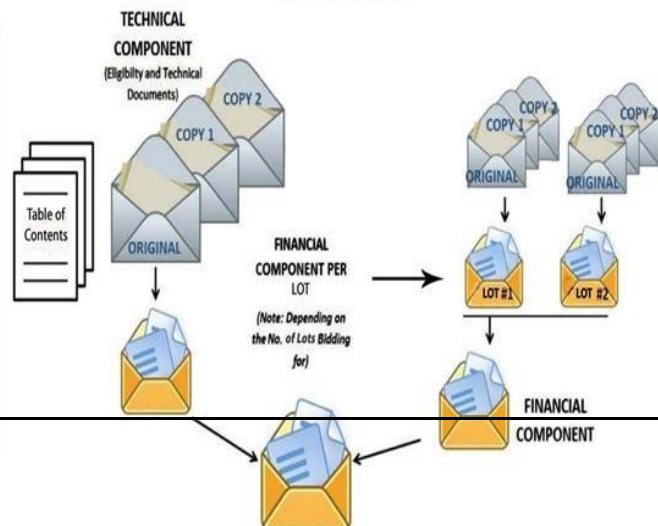 TECHNICAL
COMPONENT
(Eligibilty and Technical
Documents)
COPY 2
COPY 1
ORIGINAL
Table of
Contents
COPY 2
COPY 1
ORIGINAL
COPY 2
COPY 1
ORIGINAL
FINANCIAL
COMPONENT PER
LOT
(Note: Depending on
the No. of Lots Bidding
for)
LOT #1
LOT #2
FINANCIAL
COMPONENT